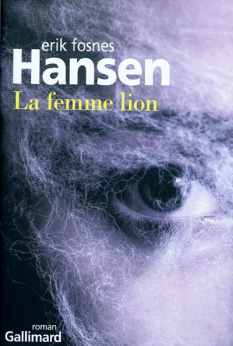 erik fosnes
Hansen
La femme lion
roman
Gallimard